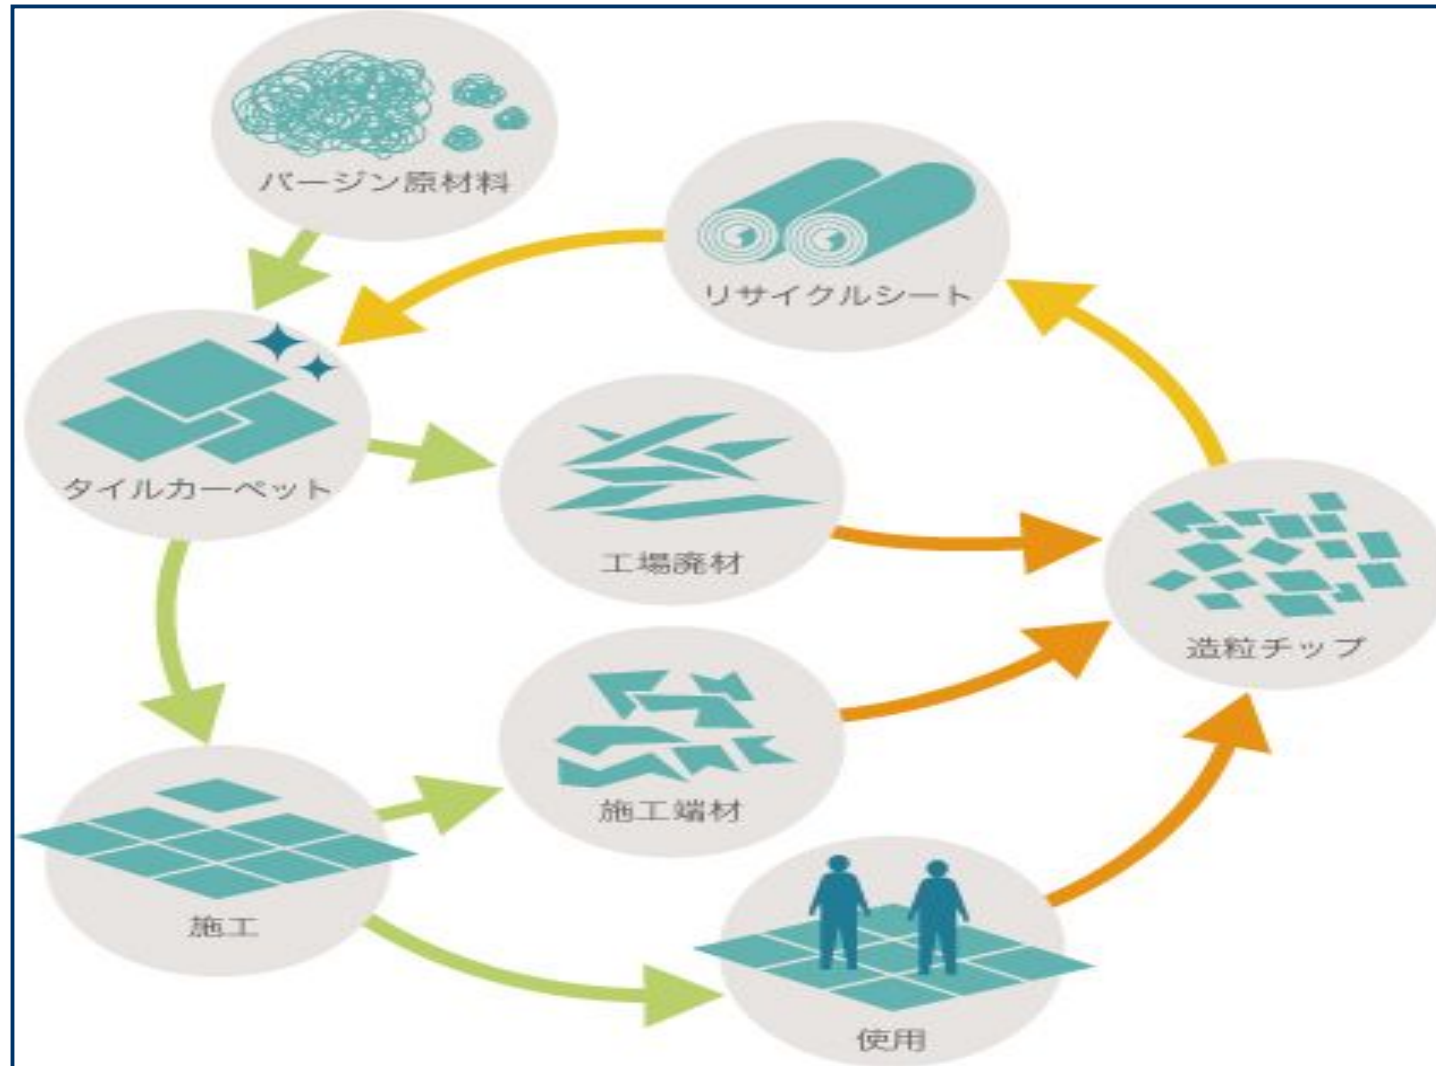 バージン原材料
リサイクルシート
タイルカーペット
工場廃材
造粒チップ
施工端材
施工
使用